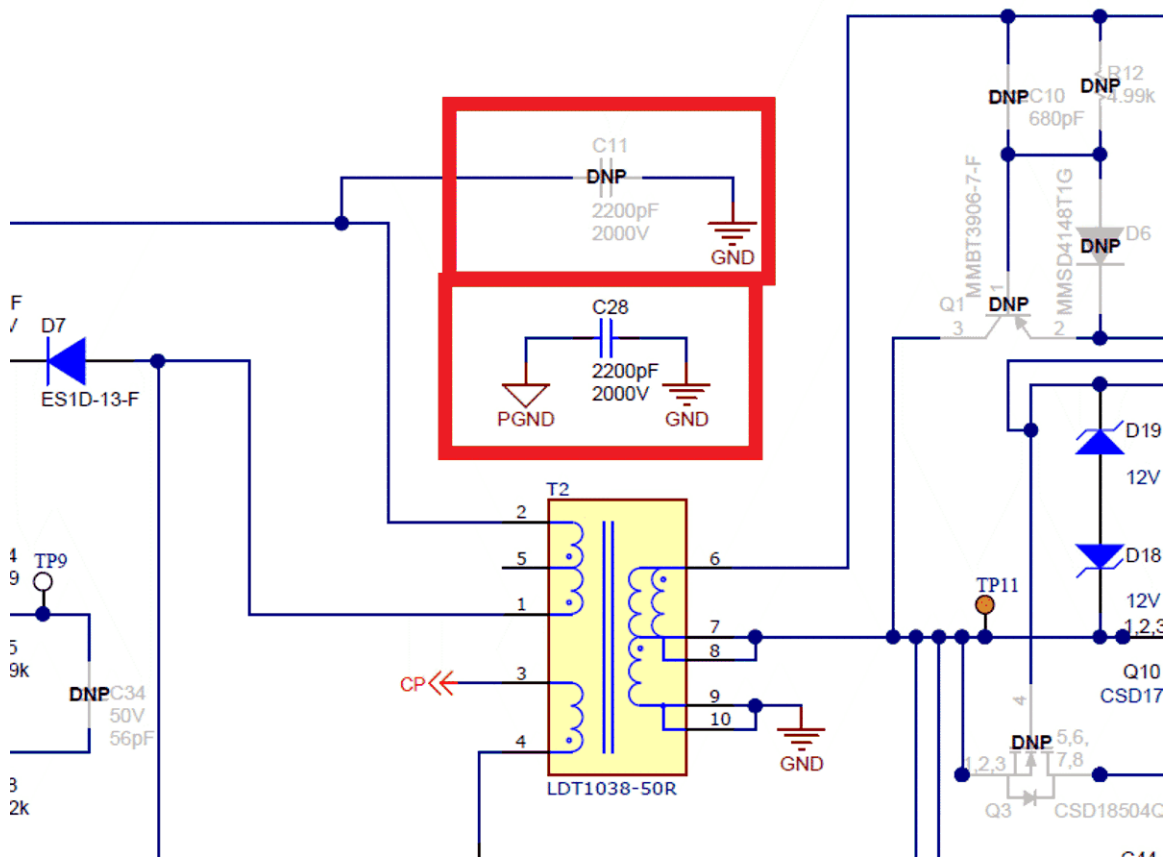 DNP
C10
680pF
DNP
R12
4.99k
C11
DNP
2200pF
2000V
GND
MMBT3906-7-F
MMSD4148T1G
DNP
D6
Q1
DNP
1
3
2
C28
2200pF
2000V
PGND
GND
F
V
D7
ES1D-13-F
D19
12V
D18
12V
T2
2
5
1
3
4
6
7
8
9
10
LDT1038-50R
CP
GND
4
9
TP9
5
9k
DNP
C34
50V
56pF
8
2k
TP11
1,2,3
Q10
CSD17
4
DNP
5,6,
7,8
1,2,3
Q3
CSD18504Q